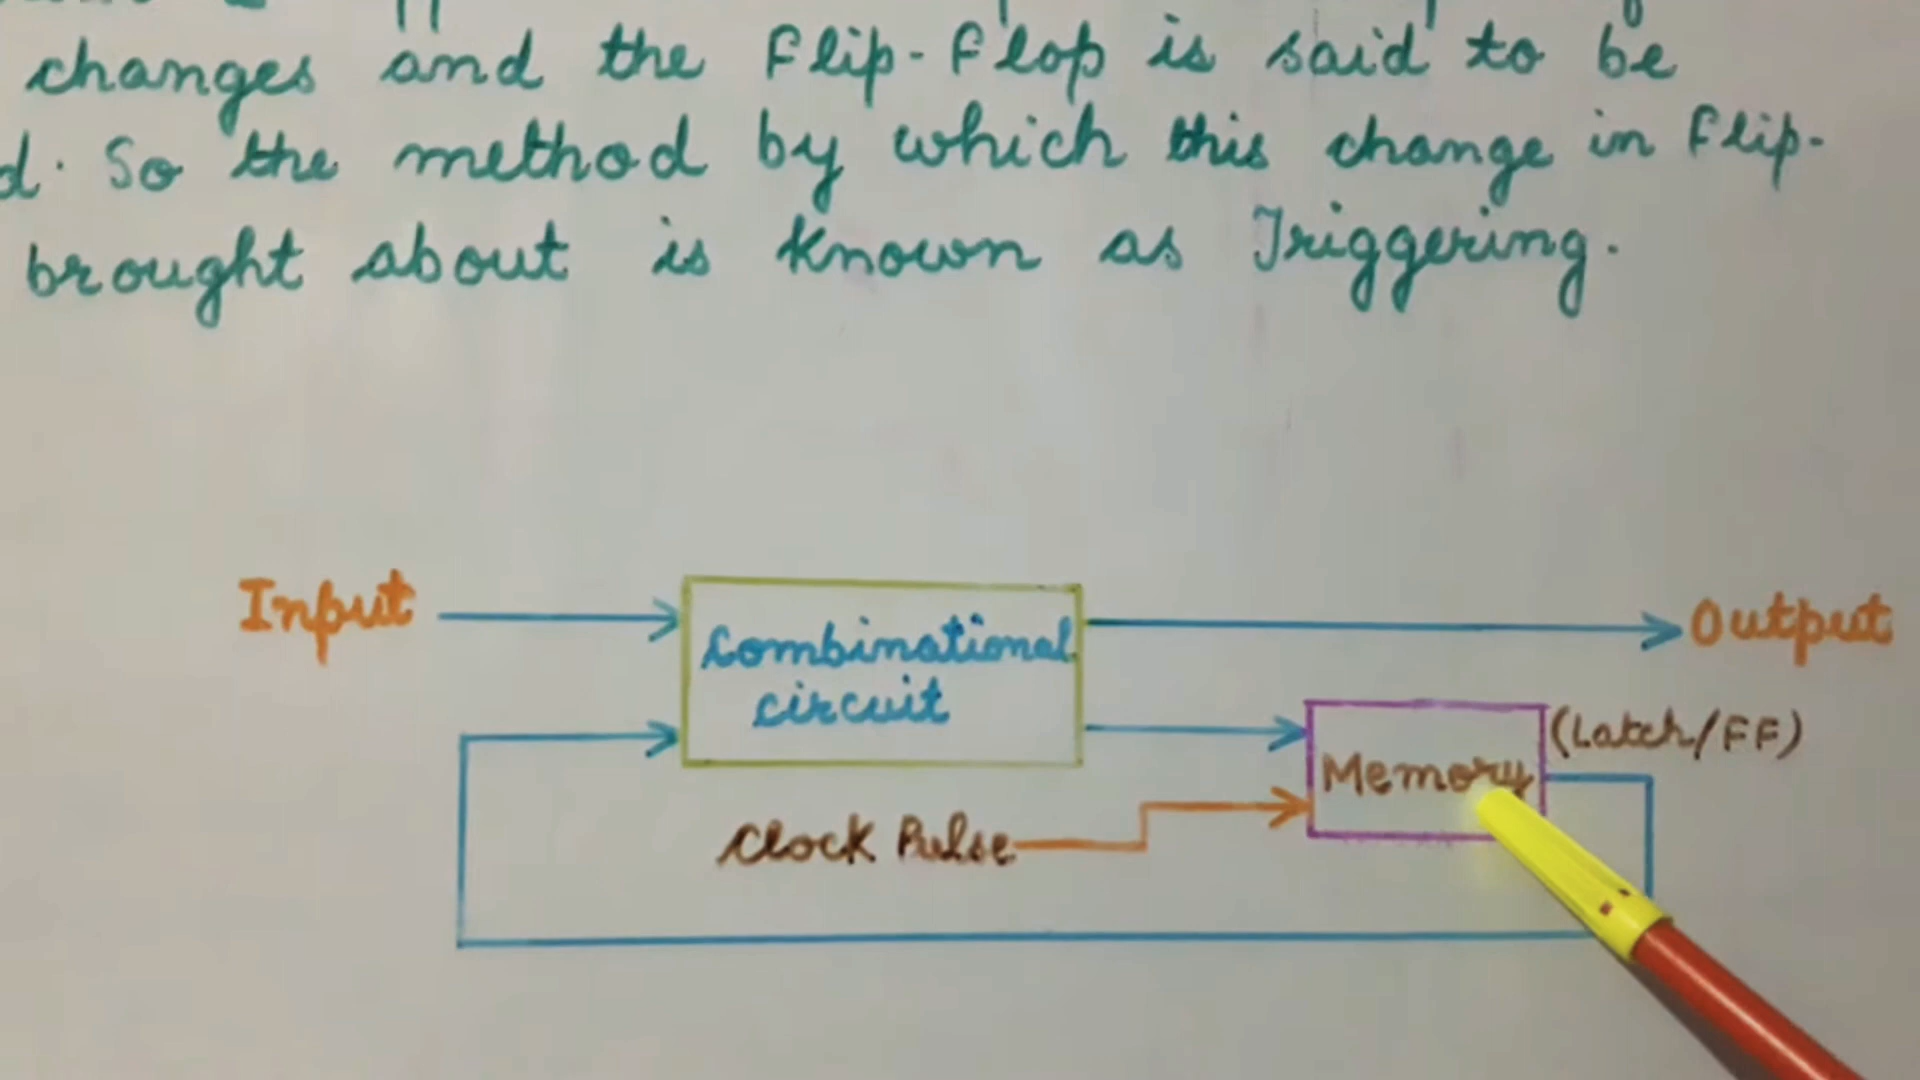 changes and the flip-flop is said to be
d. So the method by which this change in flip-
brought about is known as Triggering.
Input
Combinational
circuit
Output
(Latch/FF)
Memory
Clock Pulse